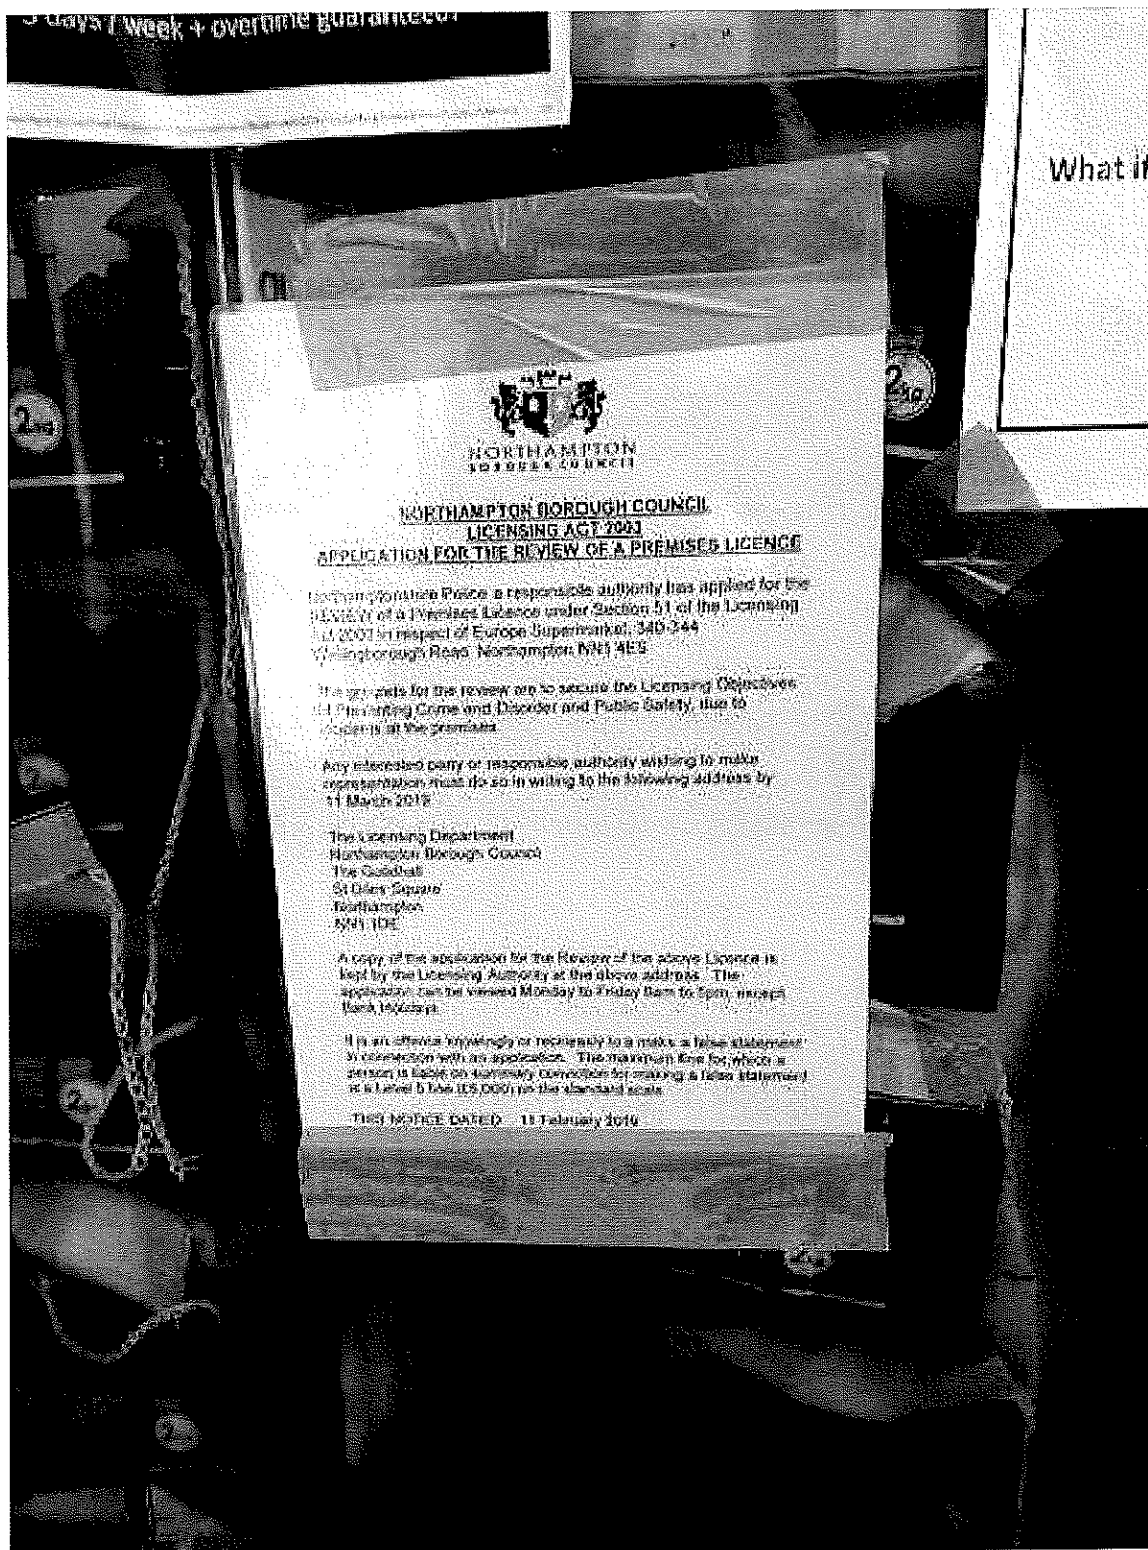 5 days / week + overtime guaranteed?
What if
2kg
2kg
NORTHAMPTON
BOROUGH COUNCIL
NORTHAMPTON BOROUGH COUNCIL
LICENSING ACT 2003
APPLICATION FOR THE REVIEW OF A PREMISES LICENCE
Northamptonshire Police a responsible authority has applied for the
REVIEW of a Premises Licence under Section 51 of the Licensing
Act 2003 in respect of Europe Supermarket, 340-344
Wellingborough Road, Northampton NN1 4ES
The grounds for the review are to secure the Licensing Objectives
of Preventing Crime and Disorder and Public Safety, due to
incidents at the premises
Any interested party or responsible authority wishing to make
representation must do so in writing to the following address by
11 March 2019
The Licensing Department
Northampton Borough Council
The Guildhall
St Giles Square
Northampton
NN1 1DE
A copy of the application for the Review of the above Licence is
kept by the Licensing Authority at the above address. The
application can be viewed Monday to Friday 9am to 5pm, except
Bank Holidays
It is an offence knowingly or recklessly to a make a false statement
in connection with an application. The maximum fine for which a
person is liable on summary conviction for making a false statement
is a Level 5 fine (£5,000) on the standard scale
THIS NOTICE DATED 11 February 2019